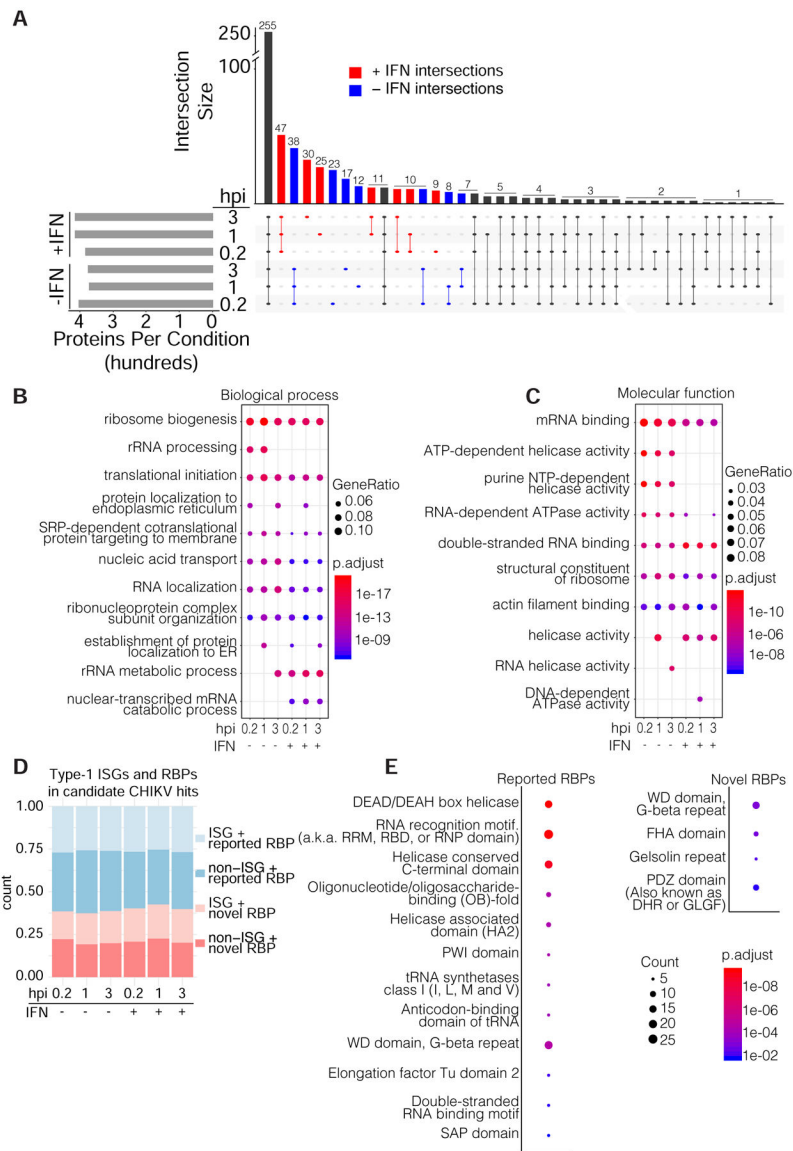 A
Intersection
Size
250
100
255
47
38
30
25
23
17
12
11
10
9
8
7
5
4
3
2
1
+ IFN intersections
− IFN intersections
hpi
+IFN
3
1
0.2
-IFN
3
1
0.2
4 3 2 1 0
Proteins Per Condition
(hundreds)
B
Biological process
ribosome biogenesis
rRNA processing
translational initiation
protein localization to
endoplasmic reticulum
SRP-dependent cotranslational
protein targeting to membrane
nucleic acid transport
RNA localization
ribonucleoprotein complex
subunit organization
establishment of protein
localization to ER
rRNA metabolic process
nuclear-transcribed mRNA
catabolic process
hpi 0.2 1 3 0.2 1 3
IFN - - - + + +
GeneRatio
0.06
0.08
0.10
p.adjust
1e-17
1e-13
1e-09
C
Molecular function
mRNA binding
ATP-dependent helicase activity
purine NTP-dependent
helicase activity
RNA-dependent ATPase activity
double-stranded RNA binding
structural constituent
of ribosome
actin filament binding
helicase activity
RNA helicase activity
DNA-dependent
ATPase activity
hpi 0.2 1 3 0.2 1 3
IFN - - - + + +
GeneRatio
0.03
0.04
0.05
0.06
0.07
0.08
p.adjust
1e-10
1e-06
1e-08
D
Type-1 ISGs and RBPs
in candidate CHIKV hits
count
1.00
0.75
0.50
0.25
0.00
hpi 0.2 1 3 0.2 1 3
IFN - - - + + +
ISG +
reported RBP
non-ISG +
reported RBP
ISG +
novel RBP
non-ISG +
novel RBP
E
Reported RBPs
DEAD/DEAH box helicase
RNA recognition motif.
(a.k.a. RRM, RBD, or RNP domain)
Helicase conserved
C-terminal domain
Oligonucleotide/oligosaccharide-
binding (OB)-fold
Helicase associated
domain (HA2)
PWI domain
tRNA synthetases
class I (I, L, M and V)
Anticodon-binding
domain of tRNA
WD domain, G-beta repeat
Elongation factor Tu domain 2
Double-stranded
RNA binding motif
SAP domain
Novel RBPs
WD domain,
G-beta repeat
FHA domain
Gelsolin repeat
PDZ domain
(Also known as
DHR or GLGF)
Count
5
10
15
20
25
p.adjust
1e-08
1e-06
1e-04
1e-02